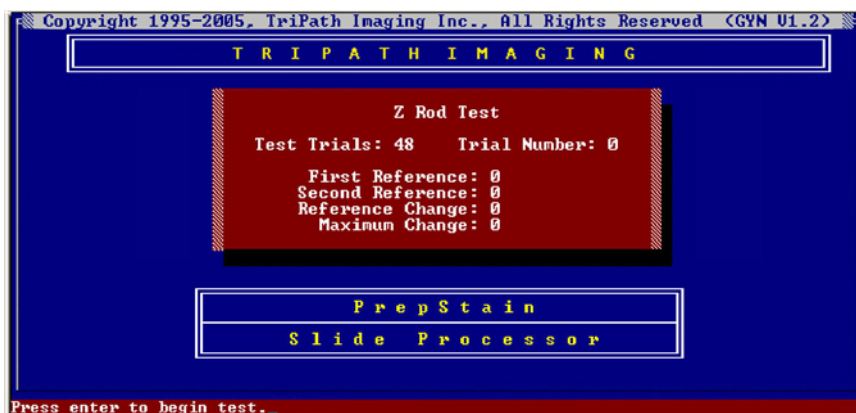 Copyright 1995-2005, TriPath Imaging Inc., All Rights Reserved (GYN V1.2)
T R I P A T H I M A G I N G
Z Rod Test
Test Trials: 48 Trial Number: 0
First Reference: 0
Second Reference: 0
Reference Change: 0
Maximum Change: 0
P r e p S t a i n
S l i d e P r o c e s s o r
Press enter to begin test._